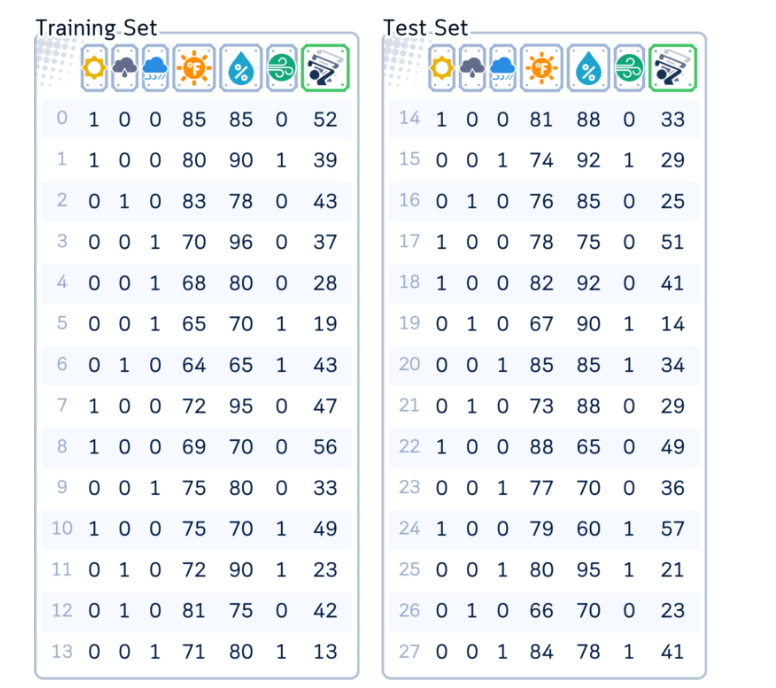 Training Set
°F %
0 1 0 0 85 85 0 52
1 1 0 0 80 90 1 39
2 0 1 0 83 78 0 43
3 0 0 1 70 96 0 37
4 0 0 1 68 80 0 28
5 0 0 1 65 70 1 19
6 0 1 0 64 65 1 43
7 1 0 0 72 95 0 47
8 1 0 0 69 70 0 56
9 0 0 1 75 80 0 33
10 1 0 0 75 70 1 49
11 0 1 0 72 90 1 23
12 0 1 0 81 75 0 42
13 0 0 1 71 80 1 13
Test Set
°F %
14 1 0 0 81 88 0 33
15 0 0 1 74 92 1 29
16 0 1 0 76 85 0 25
17 1 0 0 78 75 0 51
18 1 0 0 82 92 0 41
19 0 1 0 67 90 1 14
20 0 0 1 85 85 1 34
21 0 1 0 73 88 0 29
22 1 0 0 88 65 0 49
23 0 0 1 77 70 0 36
24 1 0 0 79 60 1 57
25 0 0 1 80 95 1 21
26 0 1 0 66 70 0 23
27 0 0 1 84 78 1 41